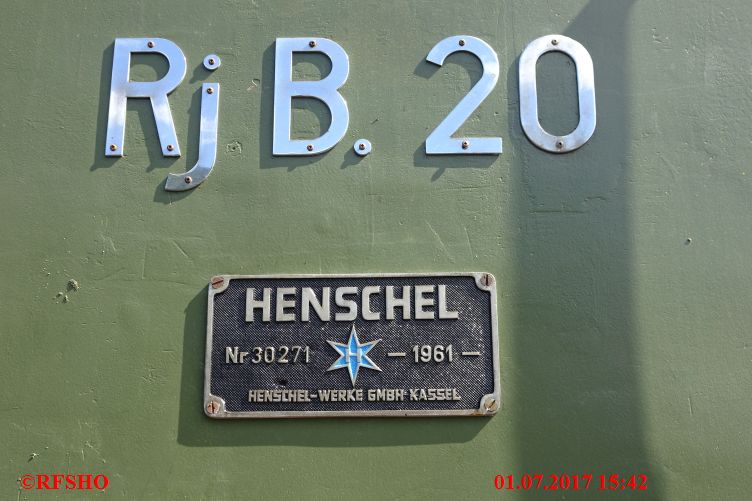 RjB. 20
HENSCHEL
Nr 30271 H — 1961 —
HENSCHEL-WERKE GMBH KASSEL
©RFSHO 01.07.2017 15:42